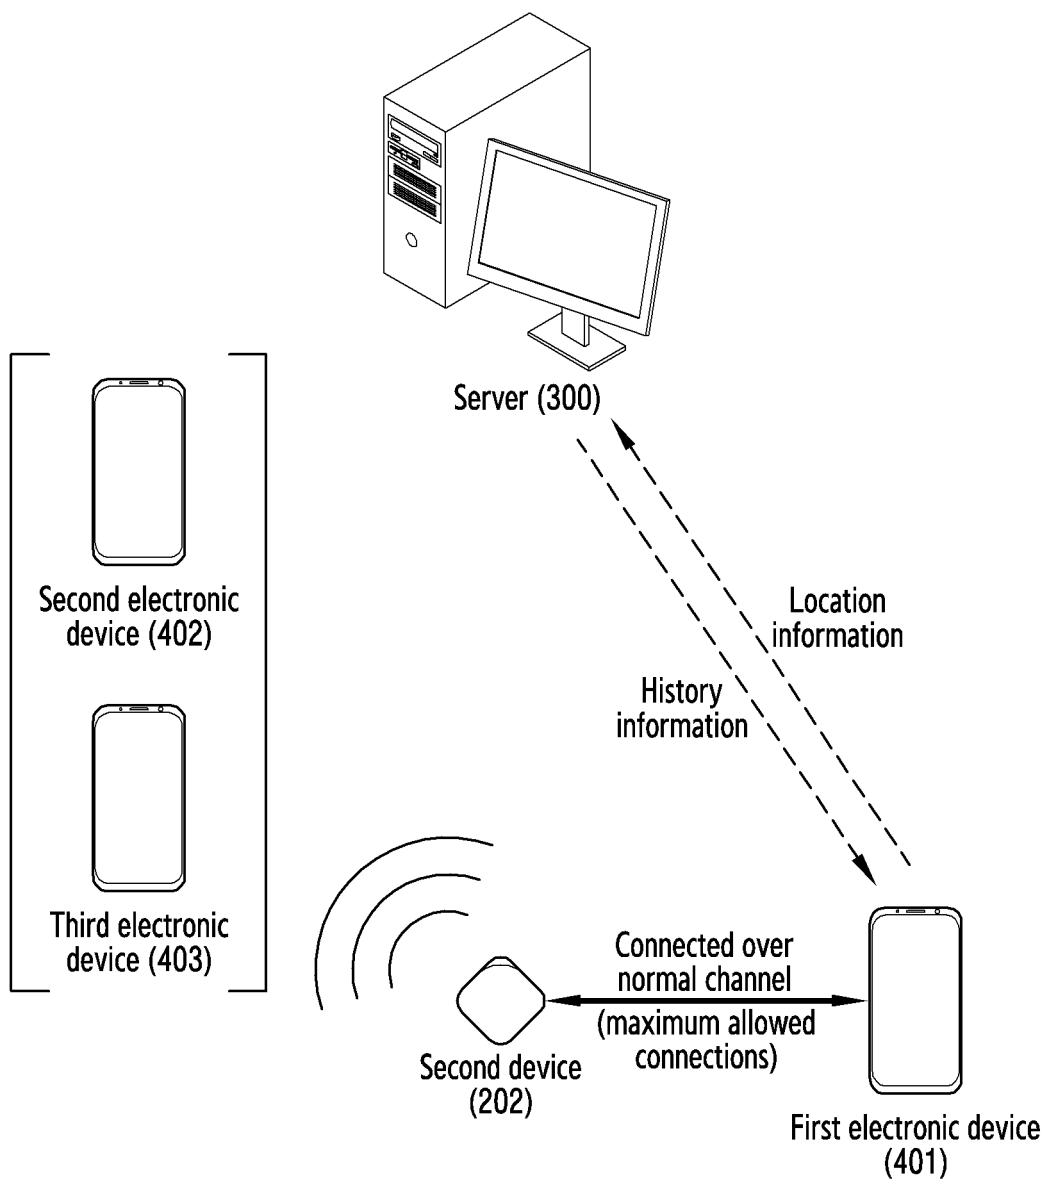 Server (300)
Second electronic
device (402)
Location
information
History
information
Third electronic
device (403)
Connected over
normal channel
(maximum allowed
connections)
Second device
(202)
First electronic device
(401)